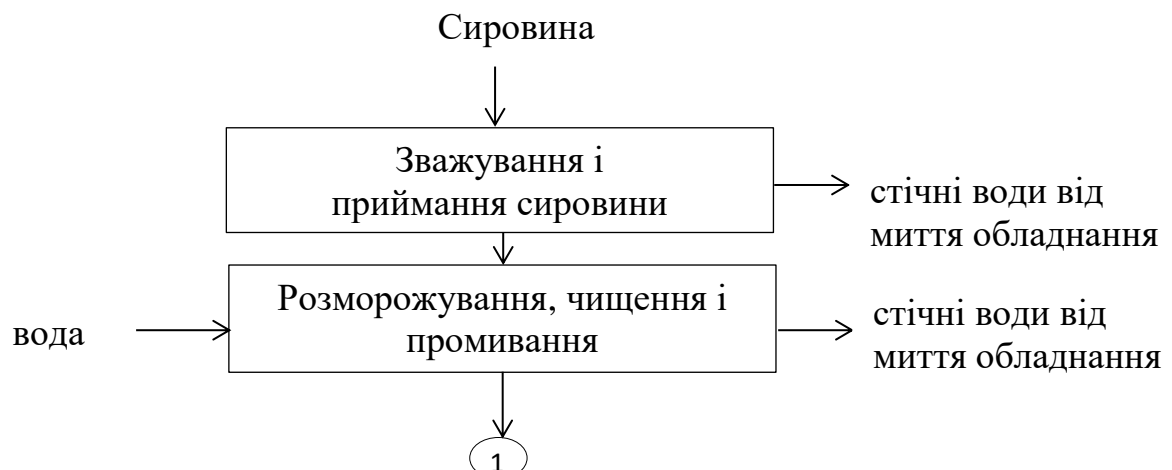 Сировина
Зважування і
приймання сировини
стічні води від
миття обладнання
Розморожування, чищення і
промивання
вода
стічні води від
миття обладнання
1